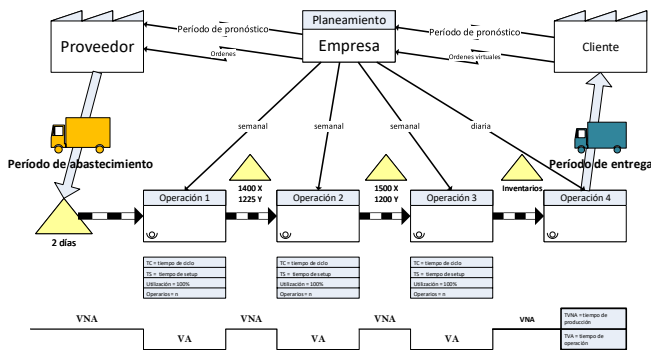 Planeamiento
Empresa
Proveedor
Cliente
Período de pronóstico
Ordenes
Período de pronóstico
Ordenes virtuales
semanal
semanal
semanal
diaria
Período de abastecimiento
Período de entrega
2 días
Operación 1
1400 X
1225 Y
Operación 2
1500 X
1200 Y
Operación 3
Inventarios
Operación 4
TC = tiempo de ciclo
TS = tiempo de setup
Utilización = 100%
Operarios = n
TC = tiempo de ciclo
TS = tiempo de setup
Utilización = 100%
Operarios = n
TC = tiempo de ciclo
TS = tiempo de setup
Utilización = 100%
Operarios = n
VNA
VA
VNA
VA
VNA
VA
VNA
TVNA = tiempo de
producción
TVA = tiempo de
operación